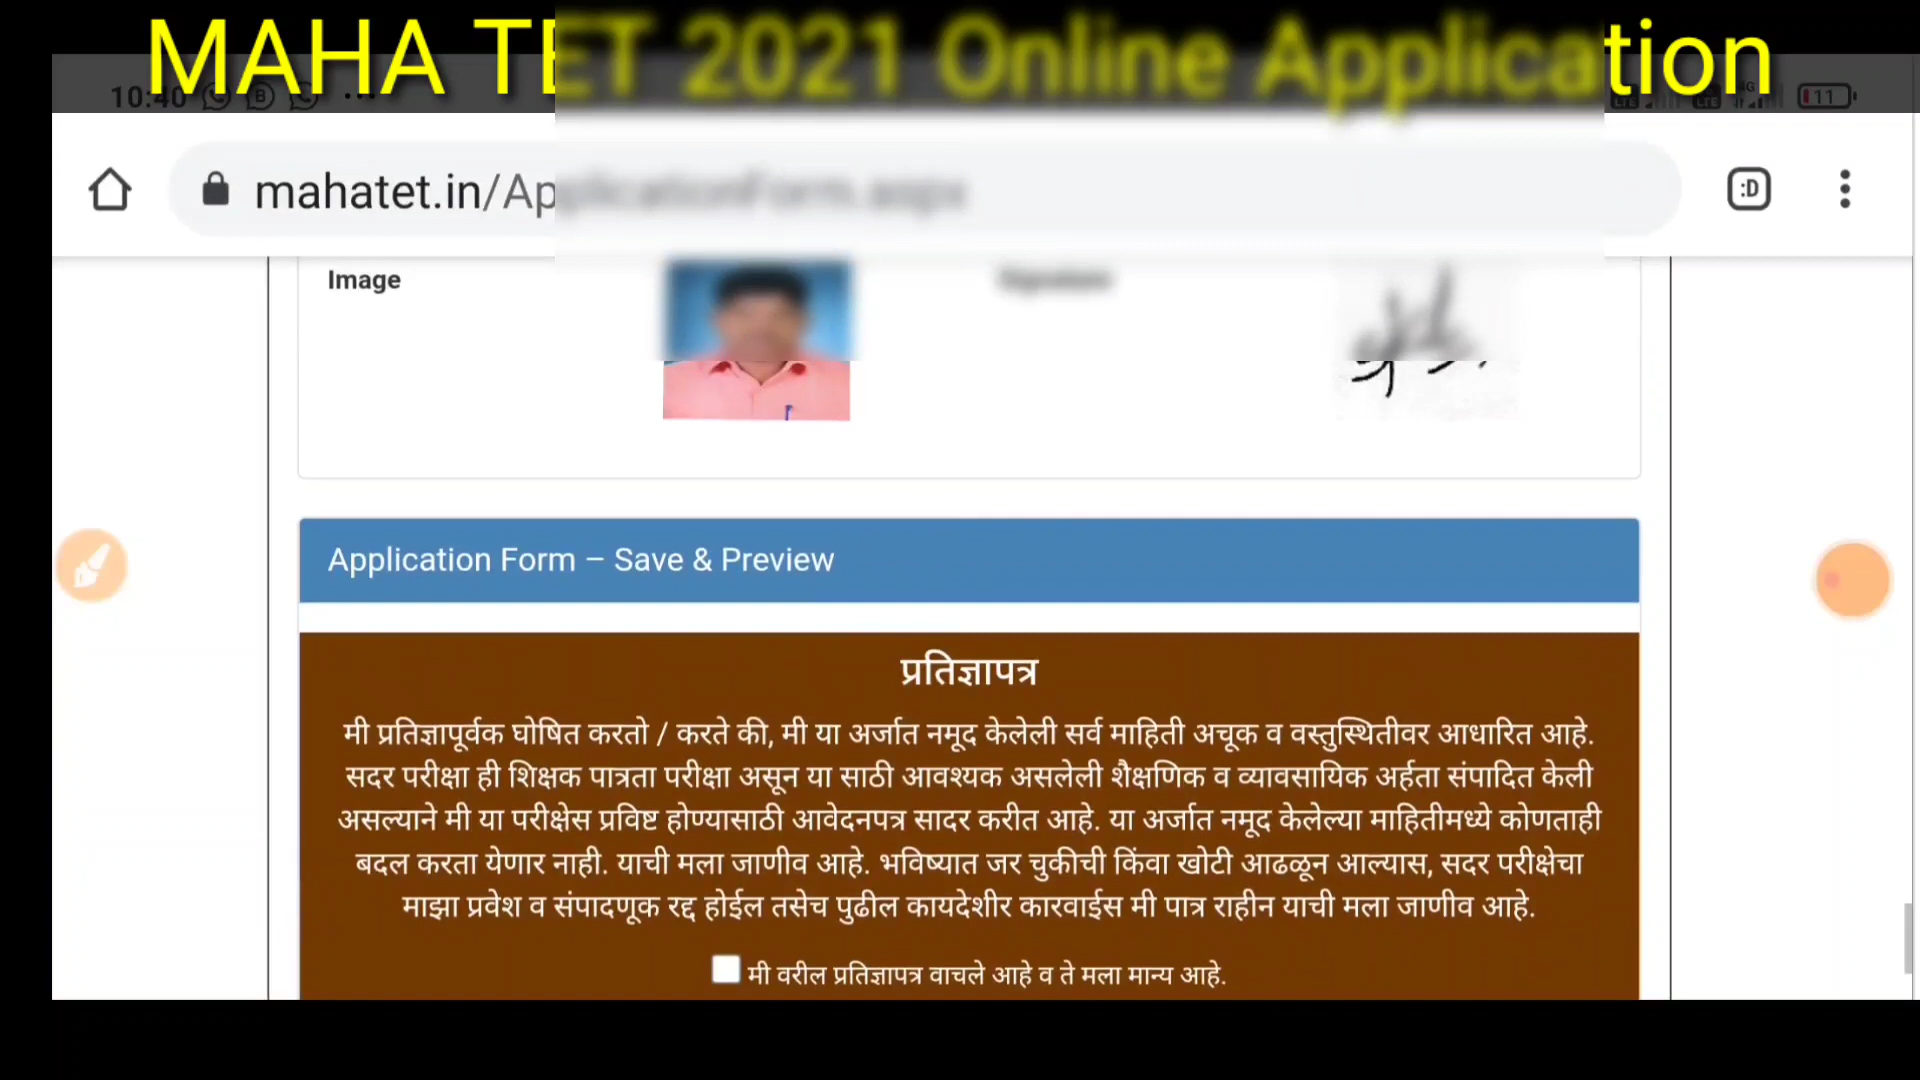 MAHA TET 2021 Online Application
10:40
11
mahatet.in/ApplicationForm.aspx
:D
Image
Signature
Application Form – Save & Preview
प्रतिज्ञापत्र
मी प्रतिज्ञापूर्वक घोषित करतो / करते की, मी या अर्जात नमूद केलेली सर्व माहिती अचूक व वस्तुस्थितीवर आधारित आहे.
सदर परीक्षा ही शिक्षक पात्रता परीक्षा असून या साठी आवश्यक असलेली शैक्षणिक व व्यावसायिक अर्हता संपादित केली
असल्याने मी या परीक्षेस प्रविष्ट होण्यासाठी आवेदनपत्र सादर करीत आहे. या अर्जात नमूद केलेल्या माहितीमध्ये कोणताही
बदल करता येणार नाही. याची मला जाणीव आहे. भविष्यात जर चुकीची किंवा खोटी आढळून आल्यास, सदर परीक्षेचा
माझा प्रवेश व संपादणूक रद्द होईल तसेच पुढील कायदेशीर कारवाईस मी पात्र राहीन याची मला जाणीव आहे.
मी वरील प्रतिज्ञापत्र वाचले आहे व ते मला मान्य आहे.